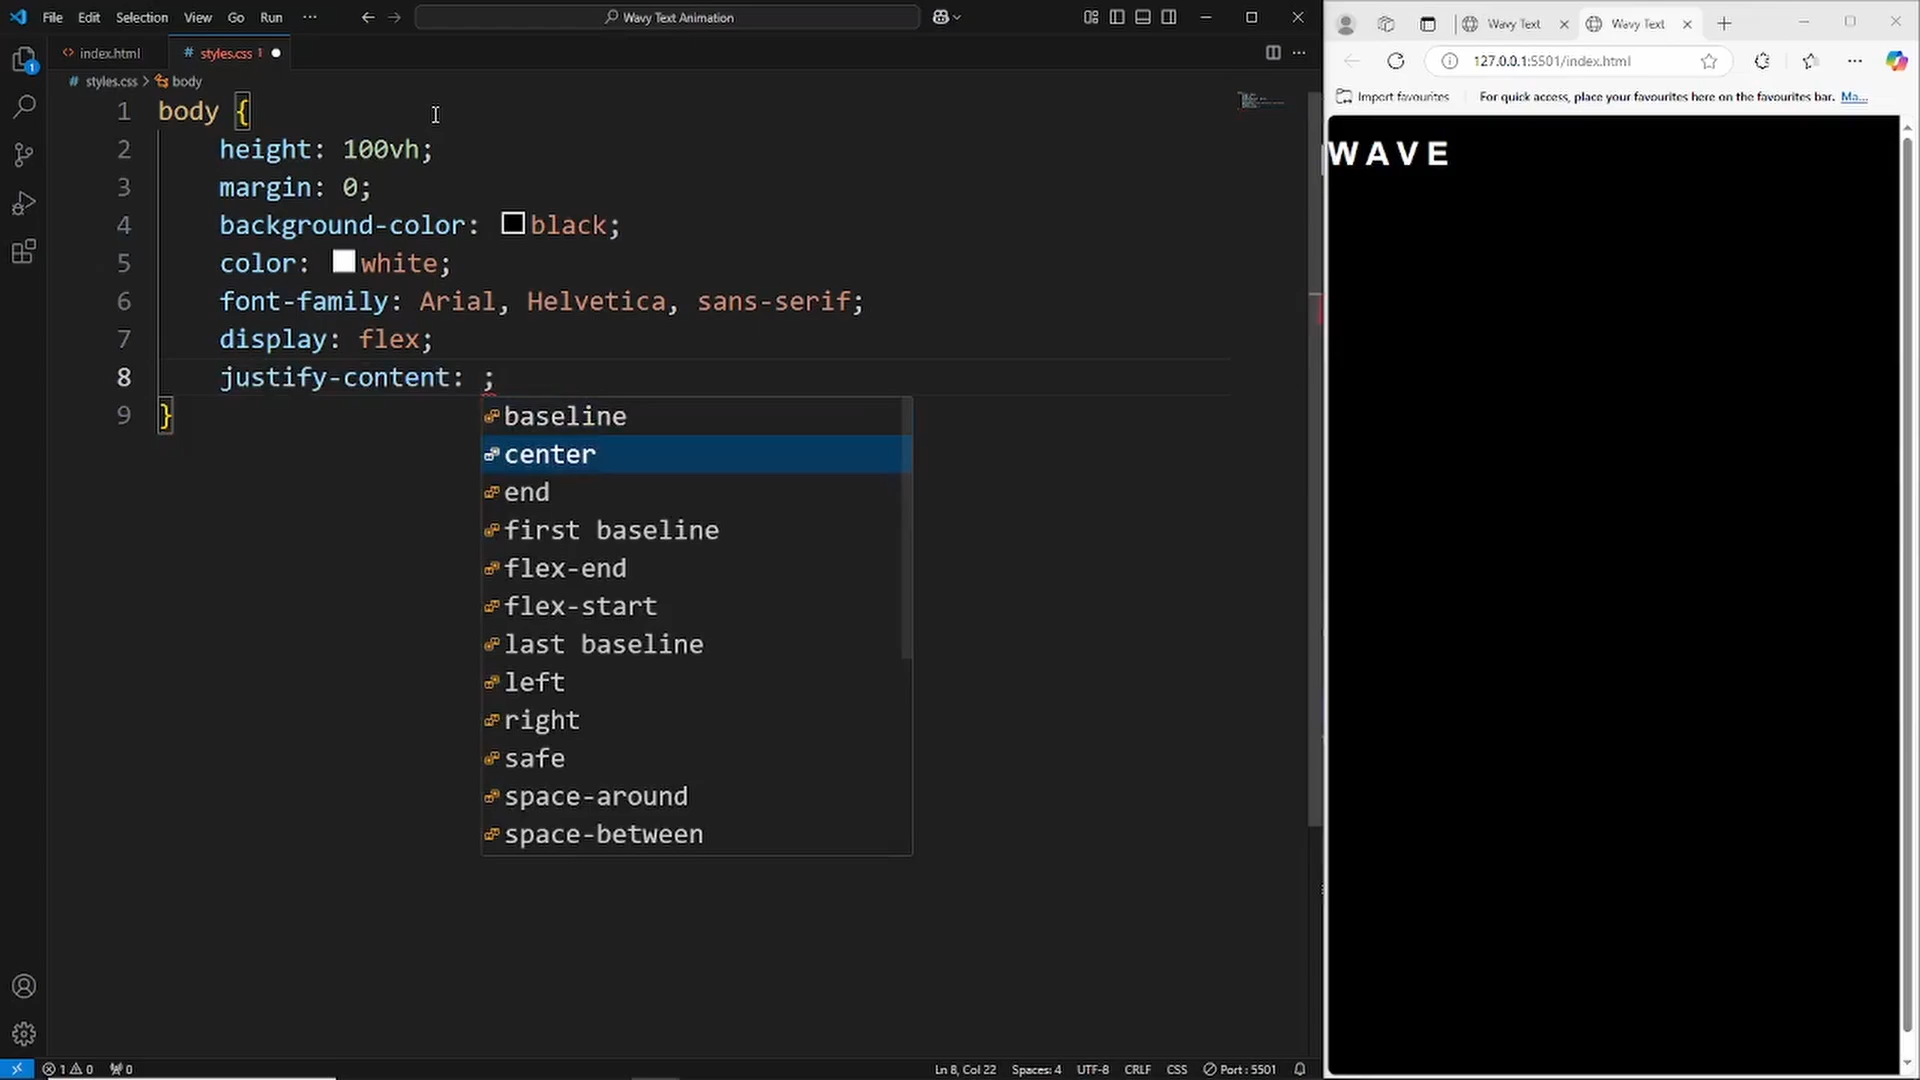 File Edit Selection View Go Run ···
Wavy Text Animation
index.html
# styles.css 1
# styles.css > body
1 body {
2 height: 100vh;
3 margin: 0;
4 background-color: black;
5 color: white;
6 font-family: Arial, Helvetica, sans-serif;
7 display: flex;
8 justify-content: ;
9 }
baseline
center
end
first baseline
flex-end
flex-start
last baseline
left
right
safe
space-around
space-between
1
1 0 0
Ln 8, Col 22 Spaces: 4 UTF-8 CRLF CSS Port : 5501
Wavy Text
Wavy Text
127.0.0.1:5501/index.html
Import favourites
For quick access, place your favourites here on the favourites bar. Ma...
WAVE